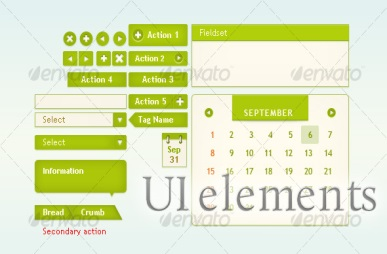 Action 1
Fieldset
Action 2
Action 4
Action 3
Action 5
Select
Tag Name
SEPTEMBER
Select
Sep
31
1 2 3 4 5 6 7
8 9 10 11 12 13 14
15
Information
UI elements
Bread Crumb
Secondary action
envato
envato
envato
envato
envato
envato